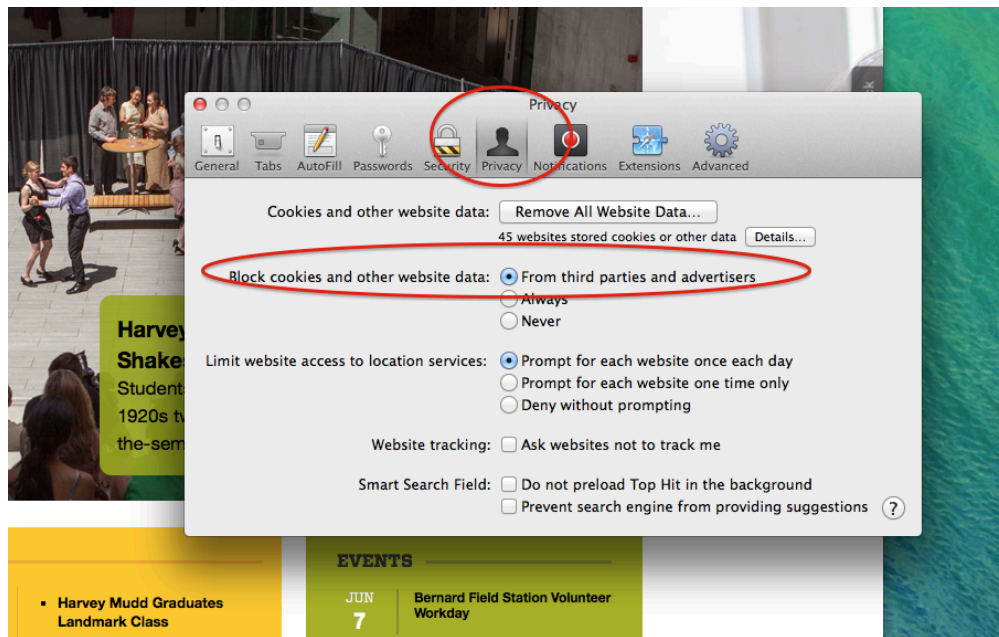 Privacy
General Tabs AutoFill Passwords Security Privacy Notifications Extensions Advanced
Cookies and other website data: Remove All Website Data...
45 websites stored cookies or other data Details...
Block cookies and other website data: From third parties and advertisers
Always
Never
Limit website access to location services: Prompt for each website once each day
Prompt for each website one time only
Deny without prompting
Website tracking: Ask websites not to track me
Smart Search Field: Do not preload Top Hit in the background
Prevent search engine from providing suggestions ?
Harvey
Shake
Student
1920s tw
the-sem
Harvey Mudd Graduates
Landmark Class
EVENTS
JUN
7
Bernard Field Station Volunteer
Workday